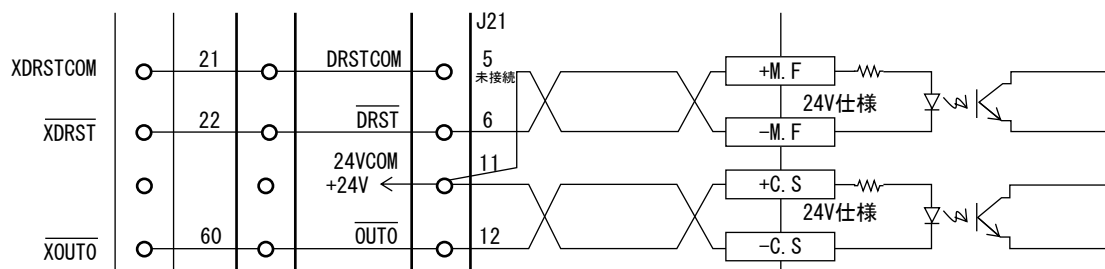 J21
XDRSTCOM 21 DRSTCOM 5 +M.F
未接続
24V仕様
XDRST 22 DRST 6 -M.F
24VCOM 11
+24V +C.S
24V仕様
XOUT0 60 OUT0 12 -C.S